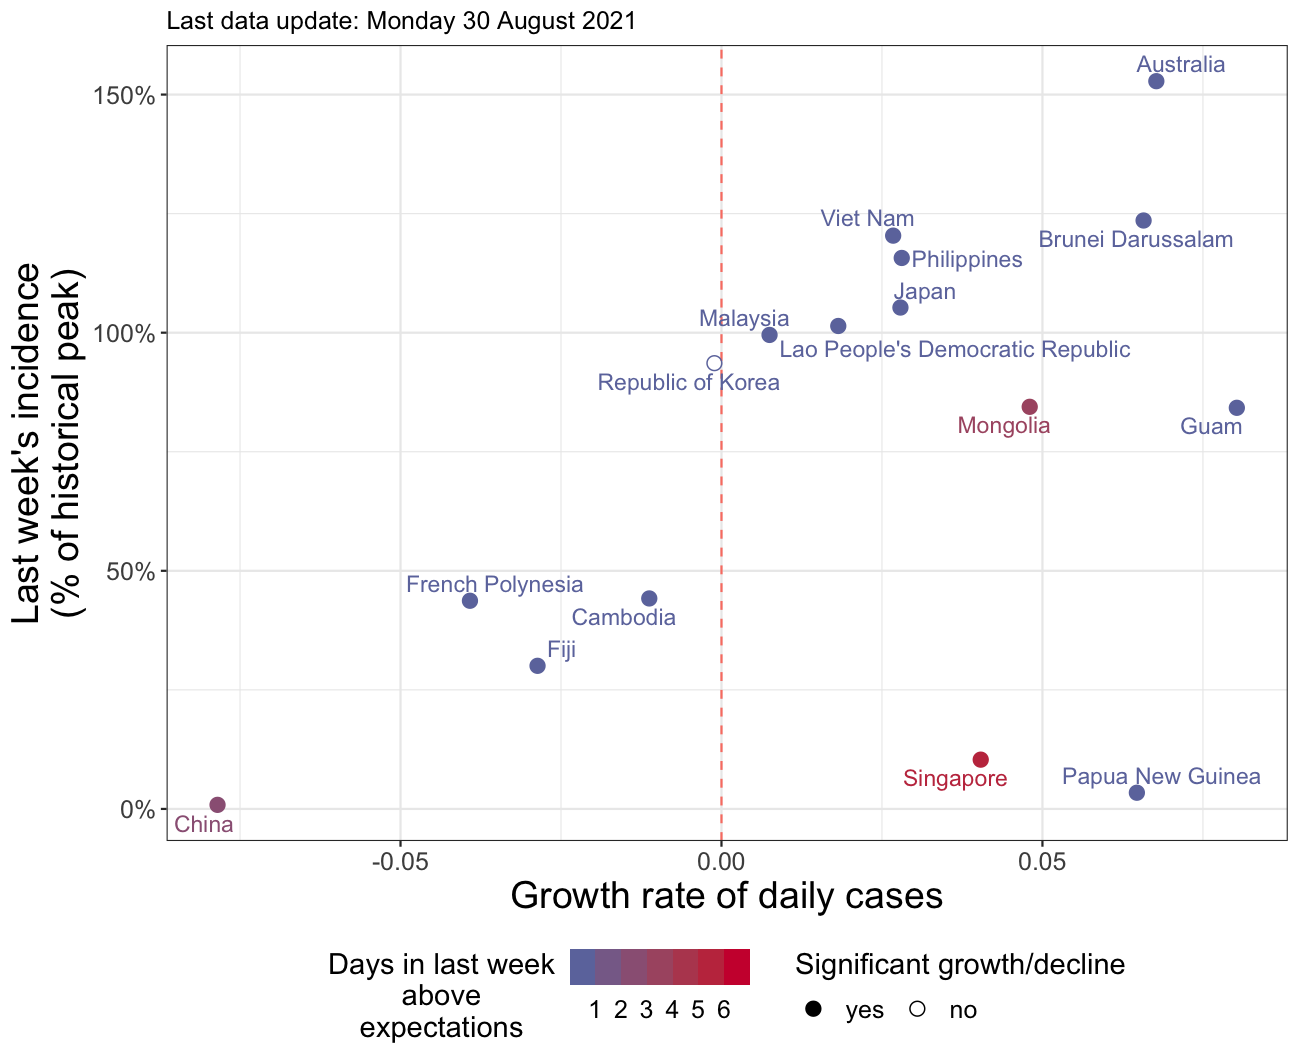 Last data update: Monday 30 August 2021
Last week's incidence
(% of historical peak)
150%
100%
50%
0%
Australia
Viet Nam
Brunei Darussalam
Philippines
Japan
Malaysia
Lao People's Democratic Republic
Republic of Korea
Mongolia
Guam
French Polynesia
Cambodia
Fiji
Singapore
Papua New Guinea
China
-0.05 0.00 0.05
Growth rate of daily cases
Days in last week
above
expectations
1 2 3 4 5 6
Significant growth/decline
yes no